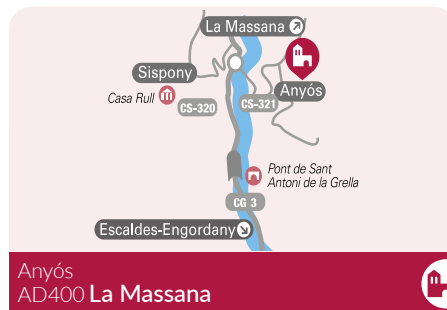 La Massana
Sispony
Anyós
Casa Rull
CS-320
CS-321
Pont de Sant
Antoni de la Grella
CG 3
Escaldes-Engordany
Anyós
AD400 La Massana